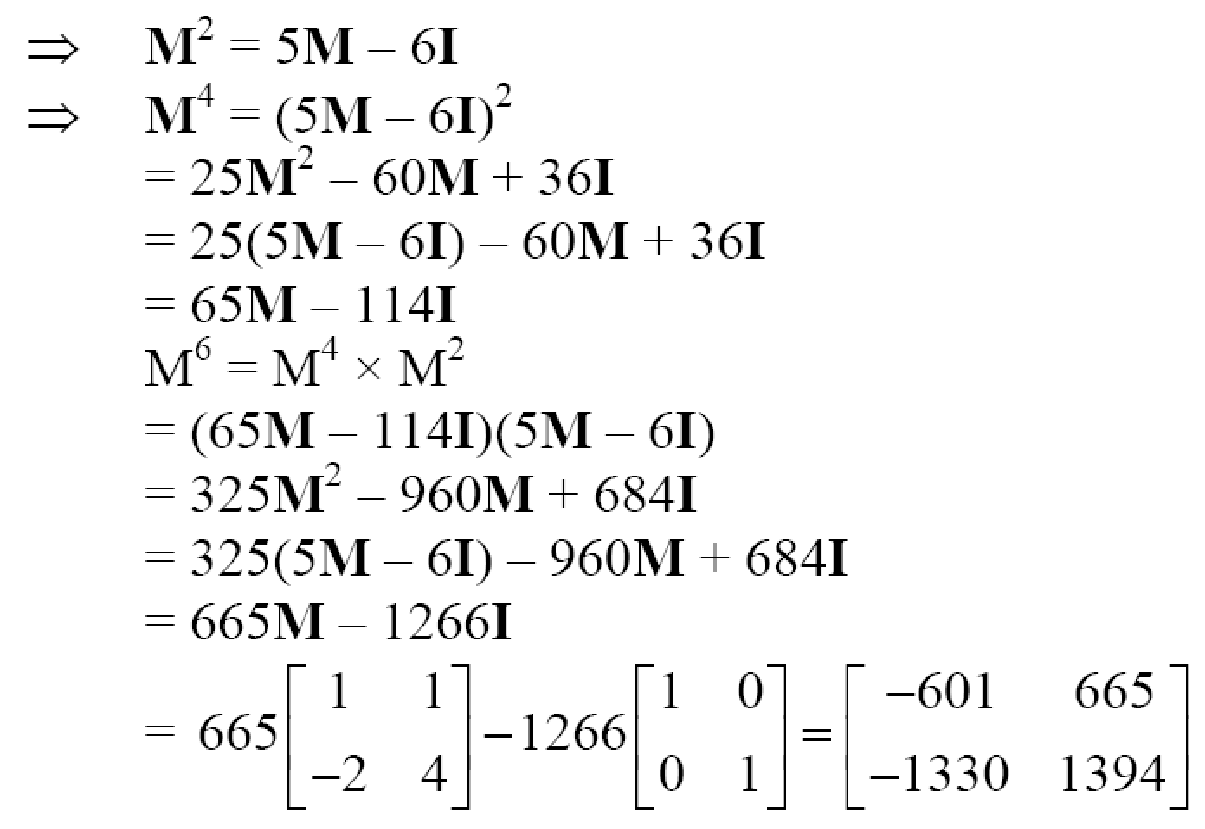 ⇒ M² = 5M – 6I
⇒ M⁴ = (5M – 6I)²
= 25M² – 60M + 36I
= 25(5M – 6I) – 60M + 36I
= 65M – 114I
M⁶ = M⁴ × M²
= (65M – 114I)(5M – 6I)
= 325M² – 960M + 684I
= 325(5M – 6I) – 960M + 684I
= 665M – 1266I
= 665 [1 1; –2 4] – 1266 [1 0; 0 1] = [–601 665; –1330 1394]